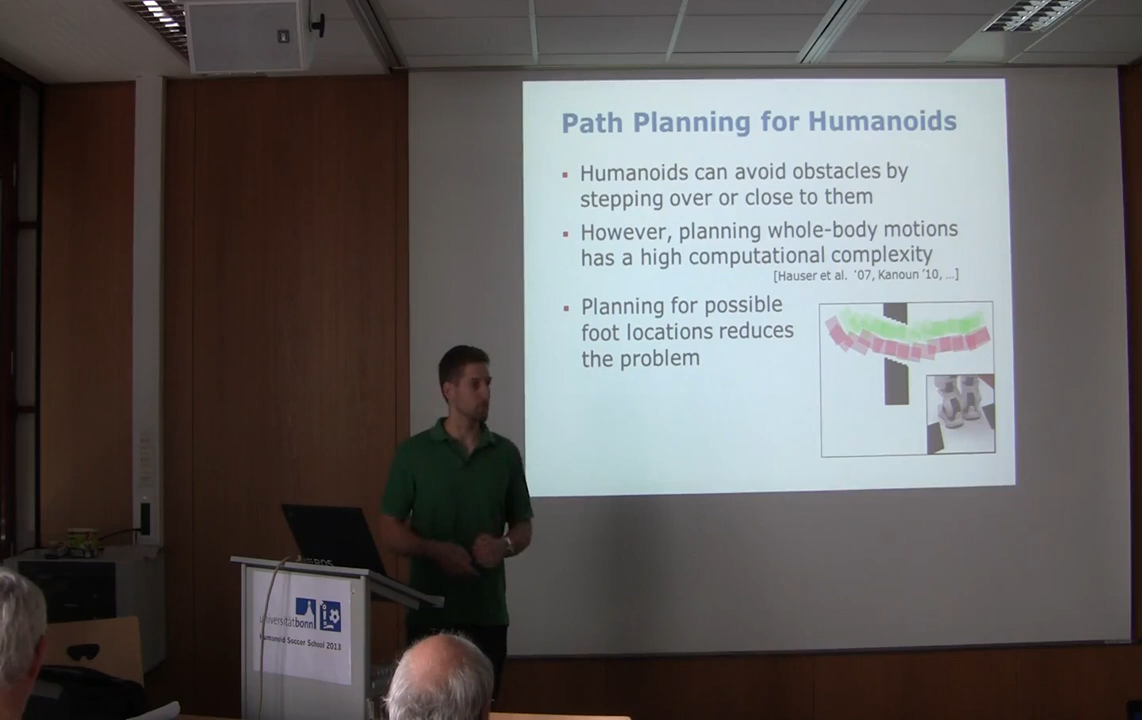 Path Planning for Humanoids
Humanoids can avoid obstacles by
stepping over or close to them
However, planning whole-body motions
has a high computational complexity
[Hauser et al. ´07, Kanoun ’10, …]
Planning for possible
foot locations reduces
the problem
universitätbonn
Humanoid Soccer School 2013